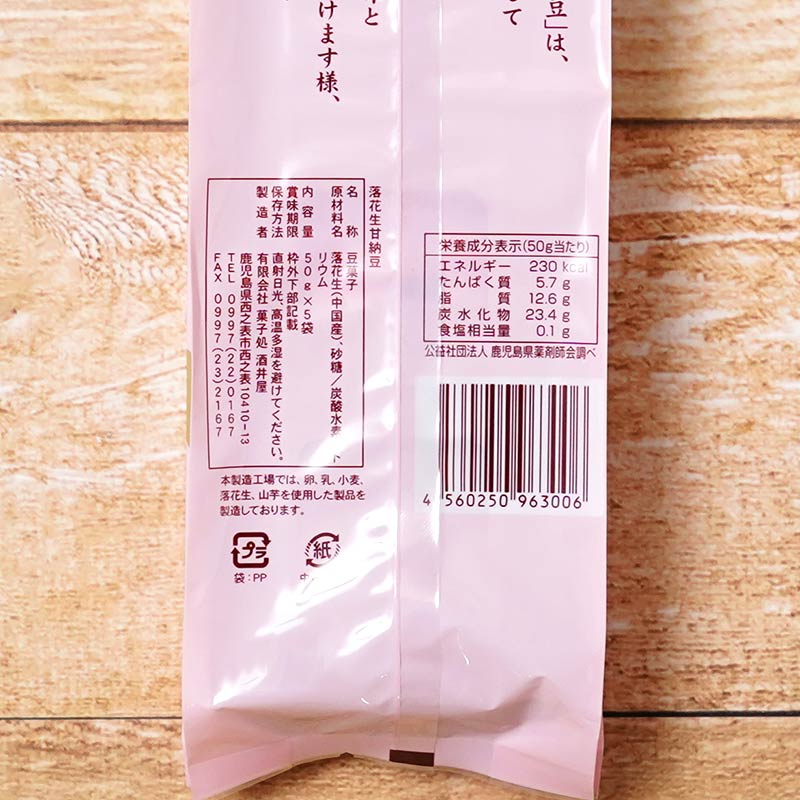 豆」は、
して
と
けます様、
落花生甘納豆
名称 豆菓子
原材料名 落花生(中国産)、砂糖/炭酸水素
リウム
内容量 50g×5袋
賞味期限 枠外下部記載
保存方法 直射日光、高温多湿を避けてください。
製造者 有限会社 菓子処 酒井屋
鹿児島県西之表市西之表10410-13
TEL 0997(22)0167
FAX 0997(23)2167
本製造工場では、卵、乳、小麦、
落花生、山芋を使用した製品を
製造しております。
プラ
袋:PP
紙
栄養成分表示(50g当たり)
エネルギー 230 kcal
たんぱく質 5.7 g
脂質 12.6 g
炭水化物 23.4 g
食塩相当量 0.1 g
公益社団法人 鹿児島県薬剤師会調べ
4 560250 963006